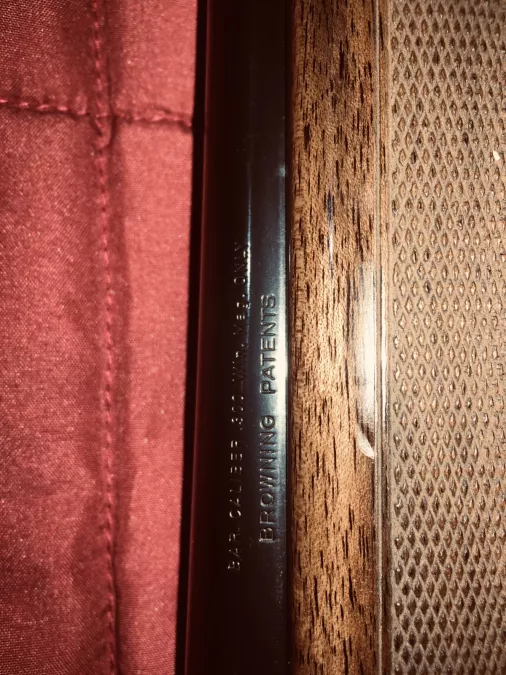 BAR CALIBER .300 Win. Mag. ONLY
BROWNING PATENTS